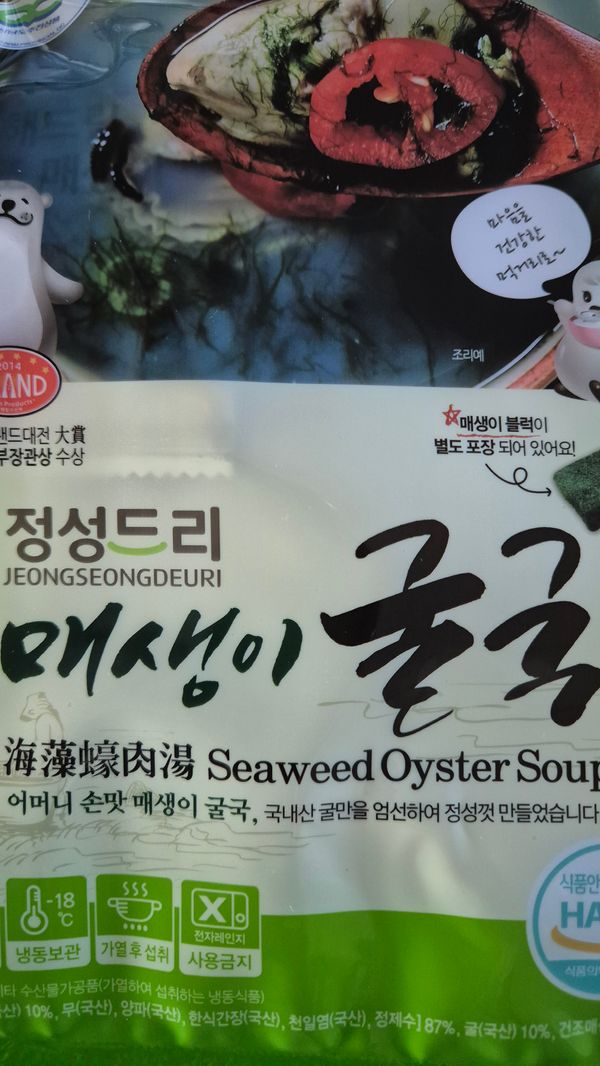 마음을
건강한
먹거리로~
조리예
2014
RAND
랜드대전 大賞
부장관상 수상
매생이 블럭이
별도 포장 되어 있어요!
정성드리
JEONGSEONGDEURI
매생이 굴국
海藻蠔肉湯 Seaweed Oyster Soup
어머니 손맛 매생이 굴국, 국내산 굴만을 엄선하여 정성껏 만들었습니다
-18℃
냉동보관
가열 후 섭취
X
전자레인지
사용금지
식품안
HA
식품의
기타 수산물가공품(가열하여 섭취하는 냉동식품)
산) 10%, 무(국산), 양파(국산), 한식간장(국산), 천일염(국산), 정제수] 87%, 굴(국산) 10%, 건조매